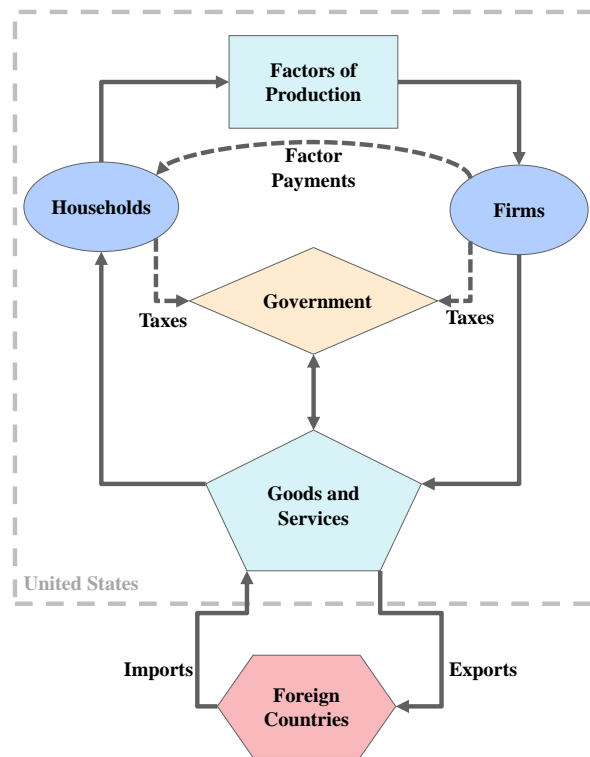 Factors of
Production
Factor
Payments
Households
Firms
Government
Taxes
Taxes
Goods and
Services
United States
Imports
Exports
Foreign
Countries